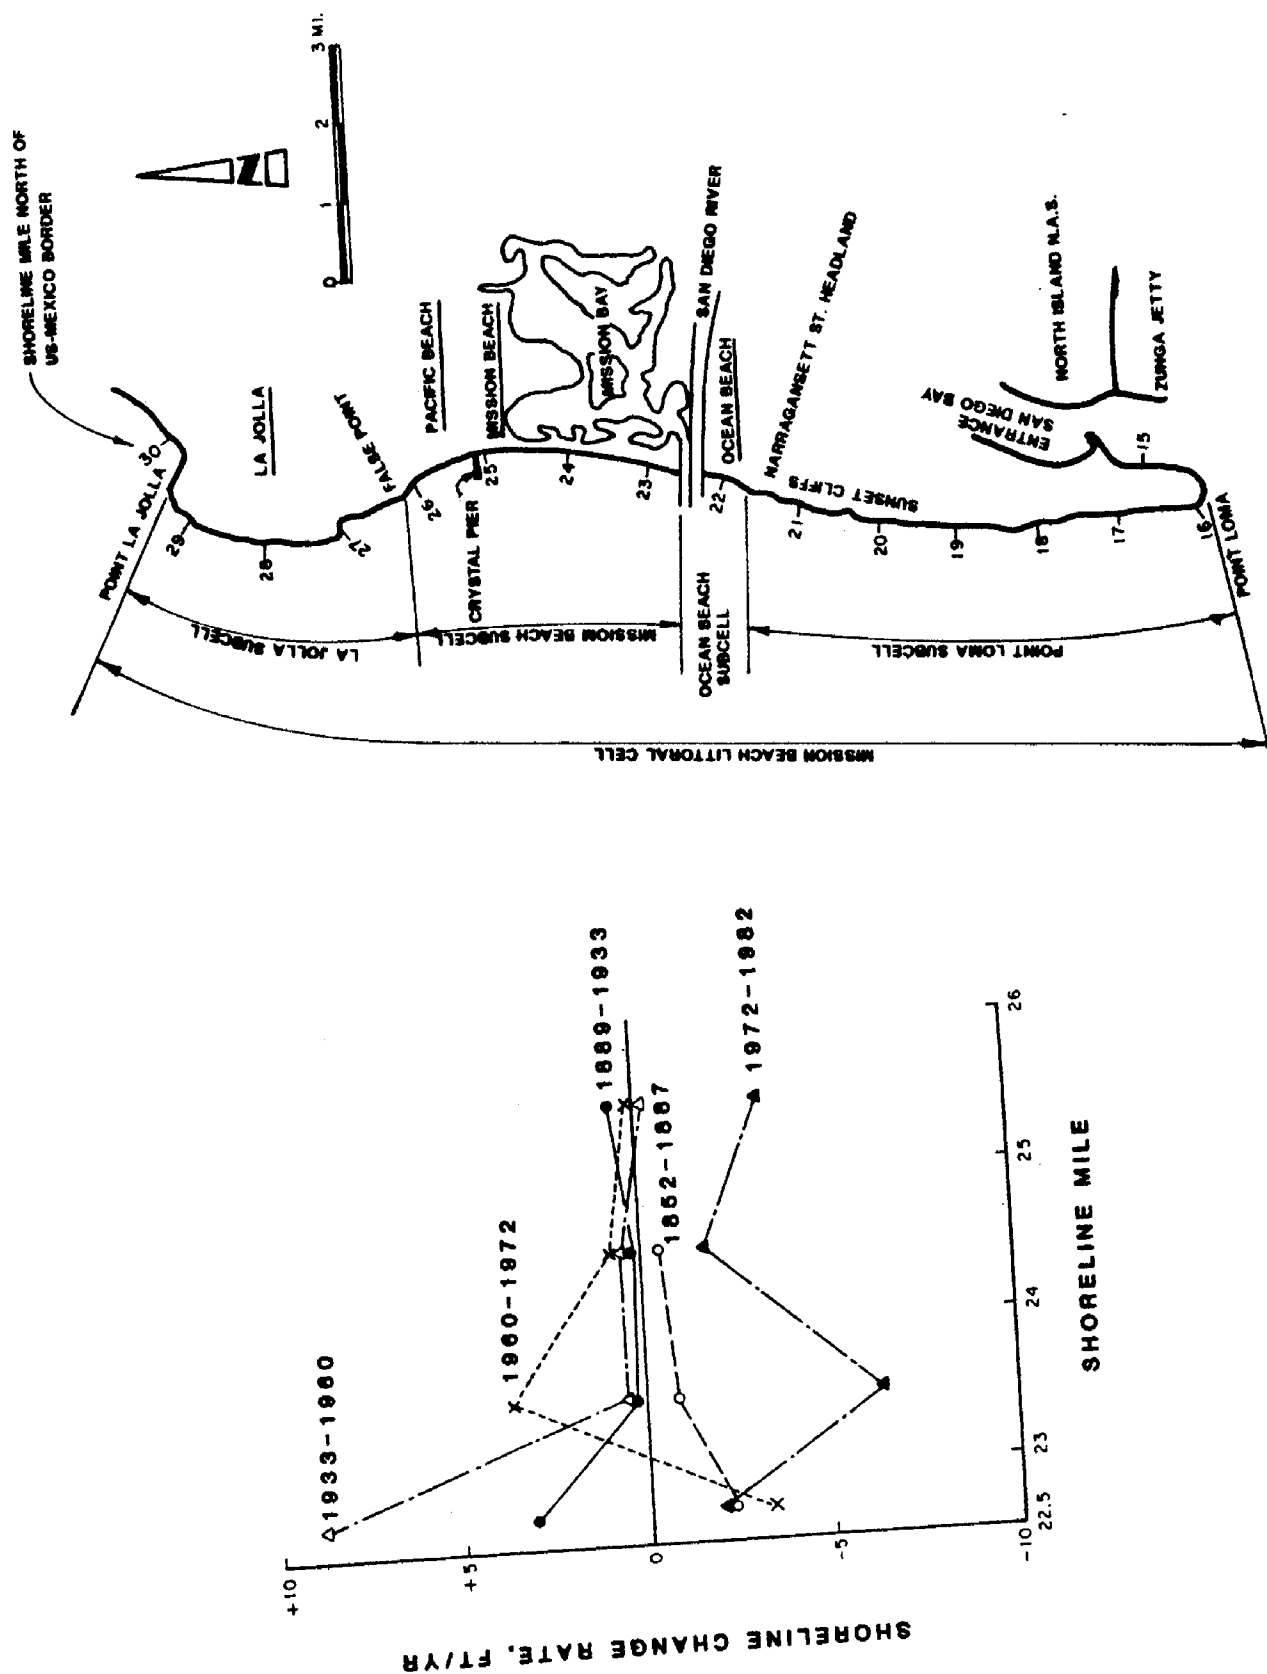 SHORELINE MILE NORTH OF
US-MEXICO BORDER
0 1 2 3 MI.
N
POINT LA JOLLA
30
29
28
27
26
25
24
23
22
21
20
19
18
17
16
15
LA JOLLA
FALSE POINT
PACIFIC BEACH
MISSION BEACH
CRYSTAL PIER
MISSION BAY
SAN DIEGO RIVER
OCEAN BEACH
NARRAGANSETT ST. HEADLAND
SUNSET CLIFFS
ENTRANCE
SAN DIEGO BAY
NORTH ISLAND N.A.S.
ZUNGA JETTY
POINT LOMA
LA JOLLA SUBCELL
MISSION BEACH SUBCELL
OCEAN BEACH
SUBCELL
POINT LOMA SUBCELL
MISSION BEACH LITTORAL CELL
SHORELINE CHANGE RATE, FT/YR
+10
+5
0
-5
-10
1933-1960
1960-1972
1889-1933
1852-1887
1972-1982
22.5 23 24 25 26
SHORELINE MILE